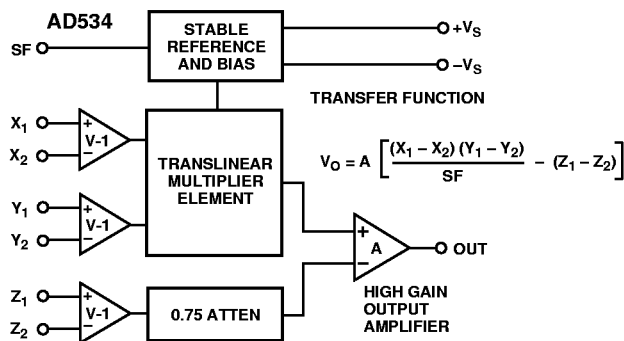 AD534
SF
STABLE
REFERENCE
AND BIAS
+VS
−VS
TRANSFER FUNCTION
X1
X2
+
−
V-1
TRANSLINEAR
MULTIPLIER
ELEMENT
VO = A [ (X1 − X2) (Y1 − Y2) / SF − (Z1 − Z2) ]
Y1
Y2
+
−
V-1
+
−
A
OUT
HIGH GAIN
OUTPUT
AMPLIFIER
Z1
Z2
+
−
V-1
0.75 ATTEN